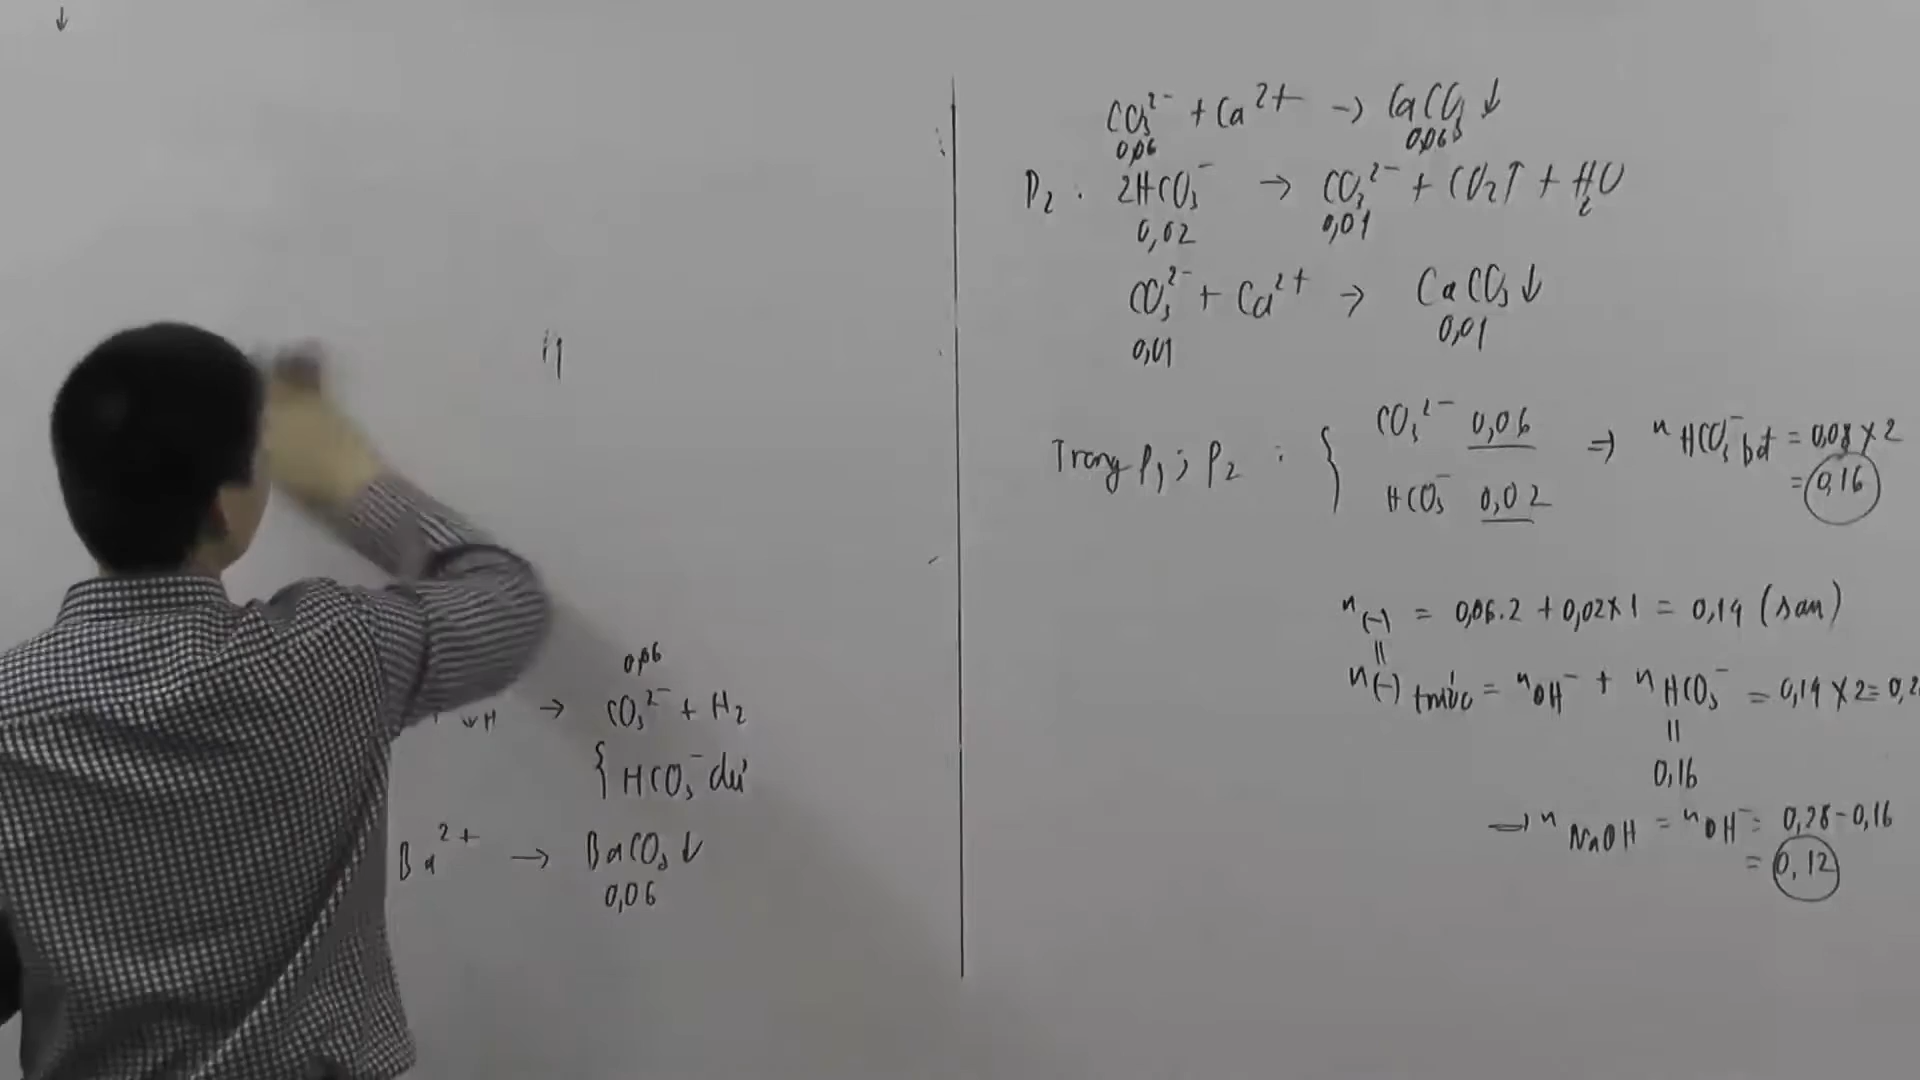 ↓
0,06
→ CO₃²⁻ + H₂
{ HCO₃⁻ dư
Ba²⁺ → BaCO₃↓
0,06
CO₃²⁻ + Ca²⁺ → CaCO₃↓
0,06 0,06
P₂ : 2HCO₃⁻ → CO₃²⁻ + CO₂↑ + H₂O
0,02 0,01
CO₃²⁻ + Ca²⁺ → CaCO₃↓
0,01 0,01
Trong P₁; P₂ : { CO₃²⁻ 0,06 ⇒ nHCO₃⁻ bđ = 0,08 x 2
HCO₃⁻ 0,02 = 0,16
n(-) = 0,06.2 + 0,02x1 = 0,14 (sau)
||
n(-) trước = nOH⁻ + nHCO₃⁻ = 0,14 x 2 = 0,2
||
0,16
→ nNaOH = nOH⁻ = 0,28 - 0,16
= 0,12